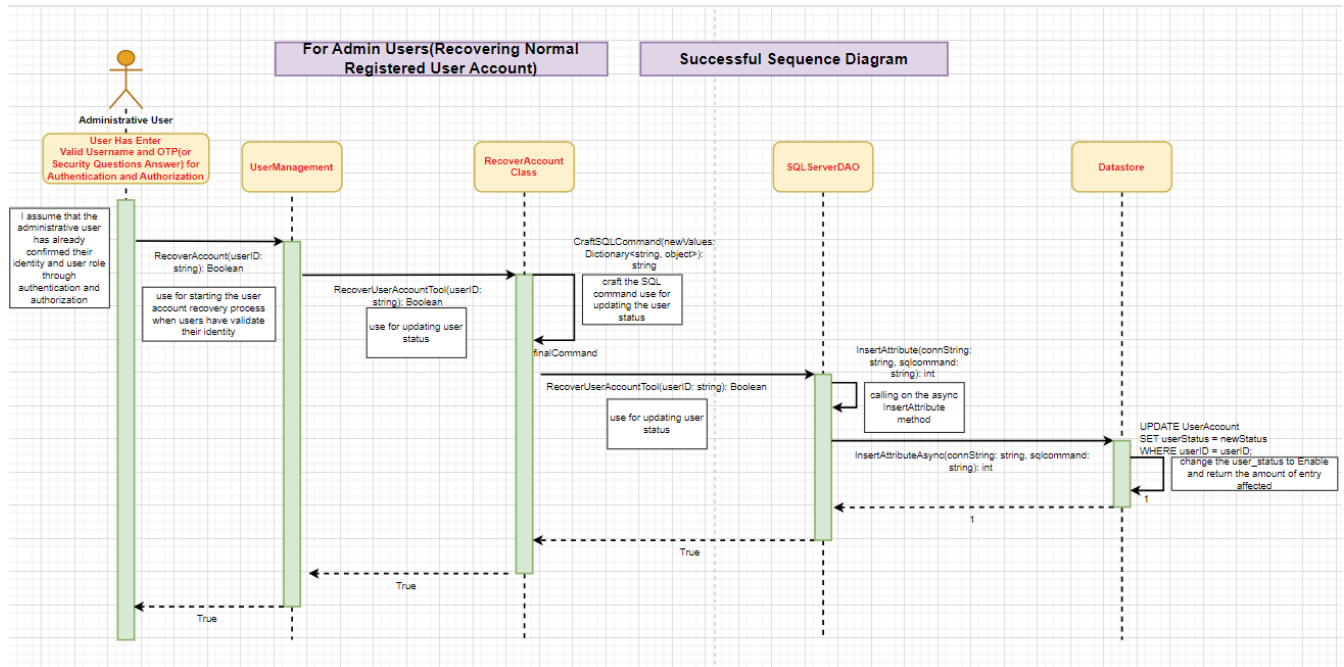 For Admin Users(Recovering Normal
Registered User Account)
Successful Sequence Diagram
Administrative User
User Has Enter
Valid Username and OTP(or
Security Questions Answer) for
Authentication and Authorization
UserManagement
RecoverAccount
Class
SQLServerDAO
Datastore
I assume that the
administrative user
has already
confirmed their
identity and user role
through
authentication and
authorization
RecoverAccount(userID:
string): Boolean
use for starting the user
account recovery process
when users have validate
their identity
RecoverUserAccountTool(userID:
string): Boolean
use for updating user
status
CraftSQLCommand(newValues:
Dictionary<string, object>):
string
craft the SQL
command use for
updating the user
status
finalCommand
RecoverUserAccountTool(userID: string): Boolean
use for updating user
status
InsertAttribute(connString:
string, sqlcommand:
string): int
calling on the async
InsertAttribute
method
InsertAttributeAsync(connString: string, sqlcommand:
string): int
UPDATE UserAccount
SET userStatus = newStatus
WHERE userID = userID;
change the user_status to Enable
and return the amount of entry
affected
1
1
True
True
True